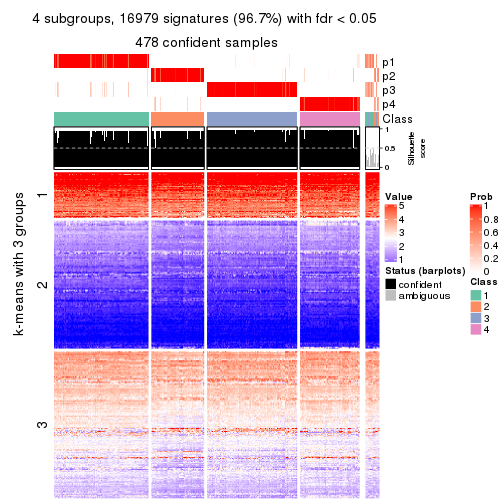 4 subgroups, 16979 signatures (96.7%) with fdr < 0.05
478 confident samples
p1
p2
p3
p4
Class
1
0.5
0
Silhouette
score
k-means with 3 groups
1
2
3
Value
5
4
3
2
1
Status (barplots)
confident
ambiguous
Prob
1
0.8
0.6
0.4
0.2
0
Class
1
2
3
4